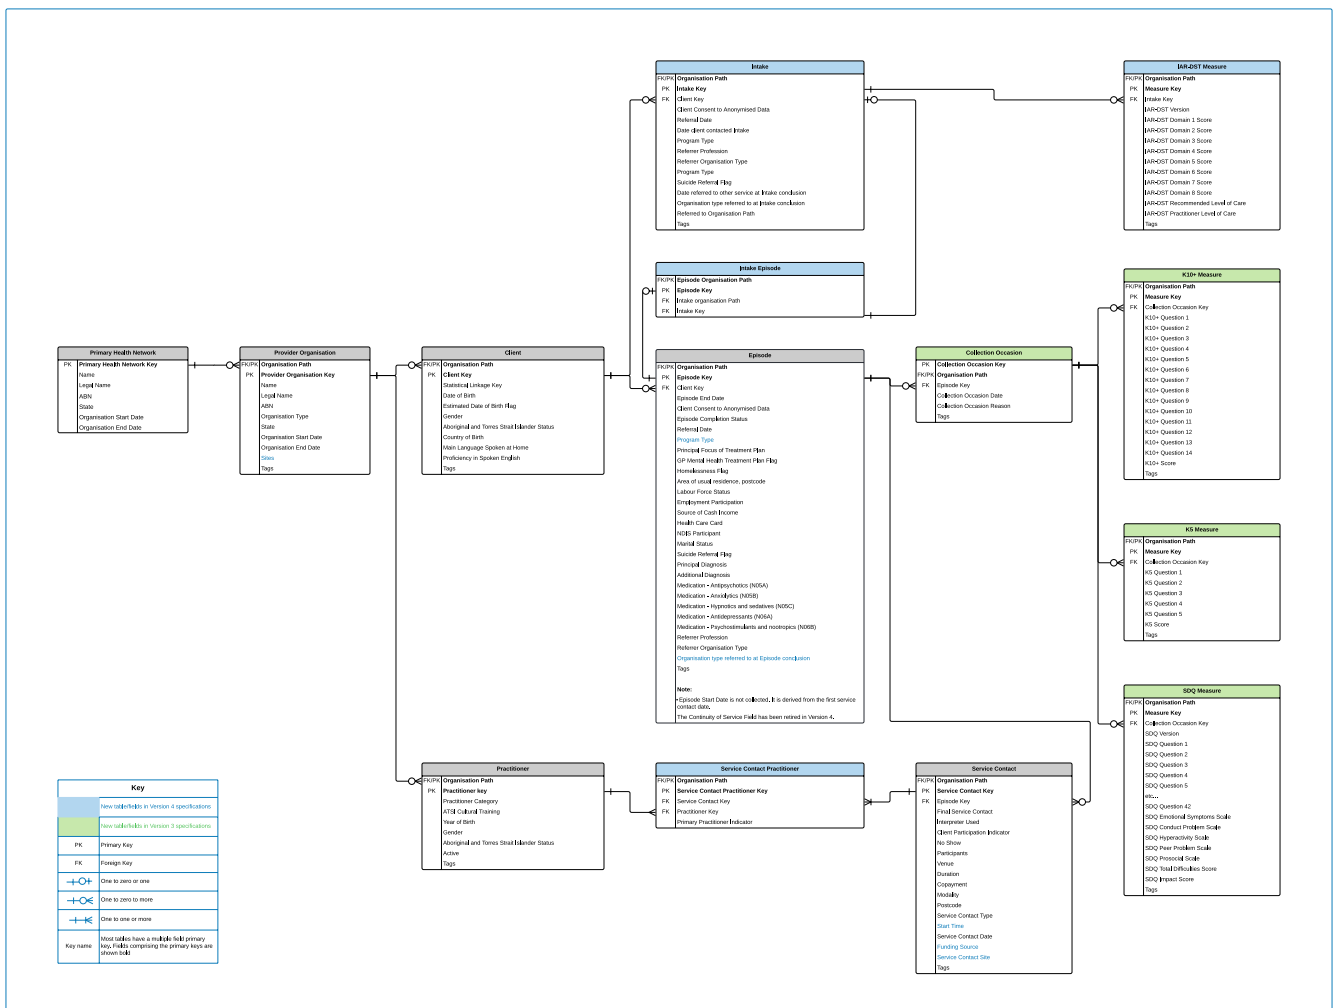 Intake
FK/PK Organisation Path
PK Intake Key
FK Client Key
Client Consent to Anonymised Data
Referral Date
Date client contacted Intake
Program Type
Referrer Profession
Referrer Organisation Type
Program Type
Suicide Referral Flag
Date referred to other service at Intake conclusion
Organisation type referred to at Intake conclusion
Referred to Organisation Path
Tags
IAR-DST Measure
FK/PK Organisation Path
PK Measure Key
FK Intake Key
IAR-DST Version
IAR-DST Domain 1 Score
IAR-DST Domain 2 Score
IAR-DST Domain 3 Score
IAR-DST Domain 4 Score
IAR-DST Domain 5 Score
IAR-DST Domain 6 Score
IAR-DST Domain 7 Score
IAR-DST Domain 8 Score
IAR-DST Recommended Level of Care
IAR-DST Practitioner Level of Care
Tags
Intake Episode
FK/PK Episode Organisation Path
PK Episode Key
FK Intake organisation Path
FK Intake Key
K10+ Measure
FK/PK Organisation Path
PK Measure Key
FK Collection Occasion Key
K10+ Question 1
K10+ Question 2
K10+ Question 3
K10+ Question 4
K10+ Question 5
K10+ Question 6
K10+ Question 7
K10+ Question 8
K10+ Question 9
K10+ Question 10
K10+ Question 11
K10+ Question 12
K10+ Question 13
K10+ Question 14
K10+ Score
Tags
Primary Health Network
PK Primary Health Network Key
Name
Legal Name
ABN
State
Organisation Start Date
Organisation End Date
Provider Organisation
FK/PK Organisation Path
PK Provider Organisation Key
Name
Legal Name
ABN
Organisation Type
State
Organisation Start Date
Organisation End Date
Sites
Tags
Client
FK/PK Organisation Path
PK Client Key
Statistical Linkage Key
Date of Birth
Estimated Date of Birth Flag
Gender
Aboriginal and Torres Strait Islander Status
Country of Birth
Main Language Spoken at Home
Proficiency in Spoken English
Tags
Episode
FK/PK Organisation Path
PK Episode Key
FK Client Key
Episode End Date
Client Consent to Anonymised Data
Episode Completion Status
Referral Date
Program Type
Principal Focus of Treatment Plan
GP Mental Health Treatment Plan Flag
Homelessness Flag
Area of usual residence, postcode
Labour Force Status
Employment Participation
Source of Cash Income
Health Care Card
NDIS Participant
Marital Status
Suicide Referral Flag
Principal Diagnosis
Additional Diagnosis
Medication - Antipsychotics (N05A)
Medication - Anxiolytics (N05B)
Medication - Hypnotics and sedatives (N05C)
Medication - Antidepressants (N06A)
Medication - Psychostimulants and nootropics (N06B)
Referrer Profession
Referrer Organisation Type
Organisation type referred to at Episode conclusion
Tags
Note:
- Episode Start Date is not collected. It is derived from the first service
contact date.
The Continuity of Service Field has been retired in Version 4.
Collection Occasion
PK Collection Occasion Key
FK/PK Organisation Path
FK Episode Key
Collection Occasion Date
Collection Occasion Reason
Tags
K5 Measure
FK/PK Organisation Path
PK Measure Key
FK Collection Occasion Key
K5 Question 1
K5 Question 2
K5 Question 3
K5 Question 4
K5 Question 5
K5 Score
Tags
SDQ Measure
FK/PK Organisation Path
PK Measure Key
FK Collection Occasion Key
SDQ Version
SDQ Question 1
SDQ Question 2
SDQ Question 3
SDQ Question 4
SDQ Question 5
etc...
SDQ Question 42
SDQ Emotional Symptoms Scale
SDQ Conduct Problem Scale
SDQ Hyperactivity Scale
SDQ Peer Problem Scale
SDQ Prosocial Scale
SDQ Total Difficulties Score
SDQ Impact Score
Tags
Practitioner
FK/PK Organisation Path
PK Practitioner key
Practitioner Category
ATSI Cultural Training
Year of Birth
Gender
Aboriginal and Torres Strait Islander Status
Active
Tags
Service Contact Practitioner
FK/PK Organisation Path
PK Service Contact Practitioner Key
FK Service Contact Key
FK Practitioner Key
Primary Practitioner Indicator
Service Contact
FK/PK Organisation Path
PK Service Contact Key
FK Episode Key
Final Service Contact
Interpreter Used
Client Participation Indicator
No Show
Participants
Venue
Duration
Copayment
Modality
Postcode
Service Contact Type
Start Time
Service Contact Date
Funding Source
Service Contact Site
Tags
Key
New table/fields in Version 4 specifications
New table/fields in Version 3 specifications
PK Primary Key
FK Foreign Key
One to zero or one
One to zero to more
One to one or more
Key name Most tables have a multiple field primary
key. Fields comprising the primary keys are
shown bold